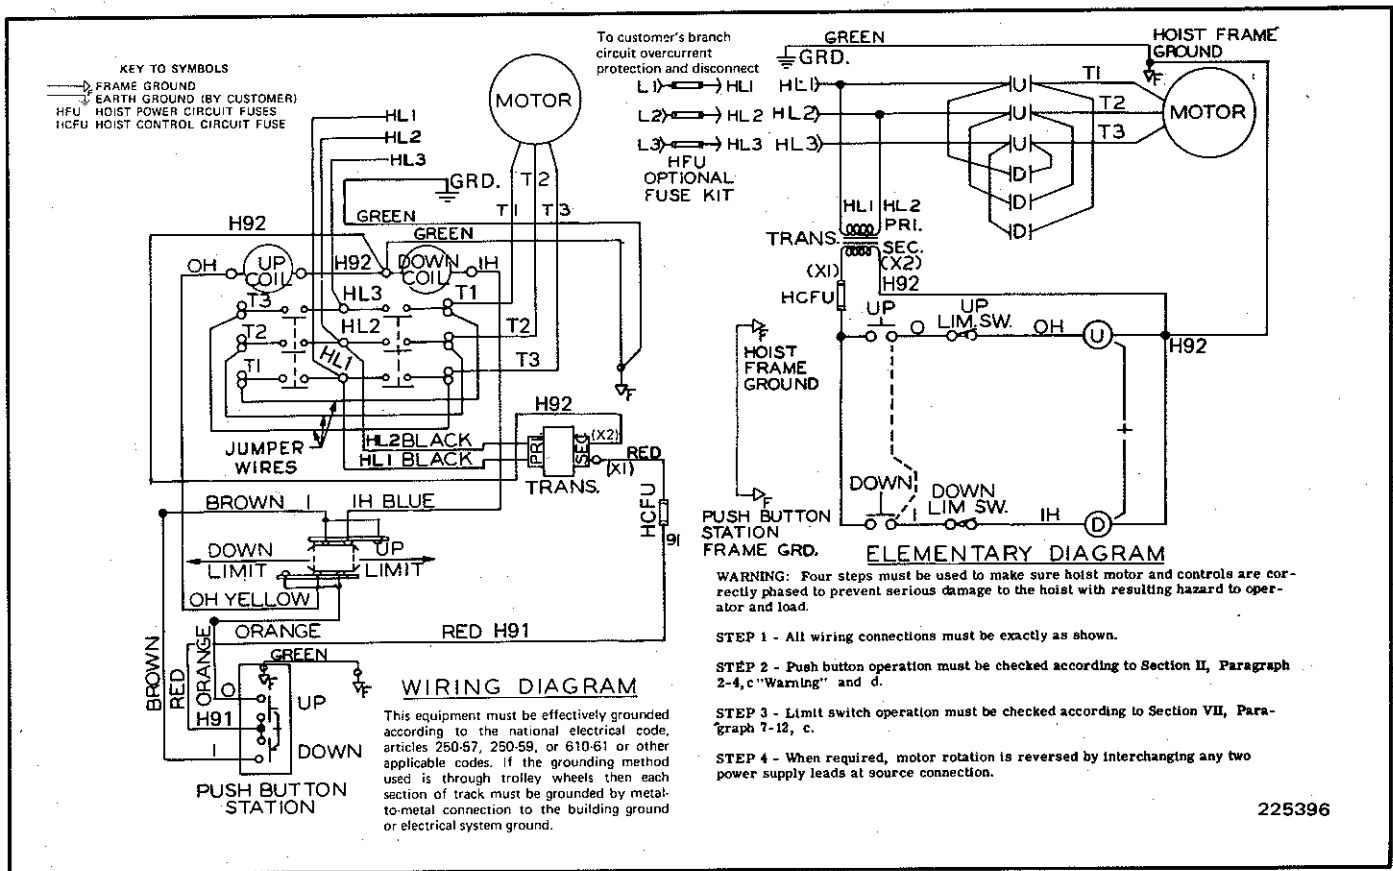 KEY TO SYMBOLS
FRAME GROUND
EARTH GROUND (BY CUSTOMER)
HFU HOIST POWER CIRCUIT FUSES
HCFU HOIST CONTROL CIRCUIT FUSE
MOTOR
HL1
HL2
HL3
GRD.
T2
T1 T3
GREEN
GREEN
H92
OH
UP
COIL
H92
DOWN
COIL
IH
T3
HL3
T1
T2
HL2
T2
T1
HL1
T3
F
JUMPER
WIRES
H92
HL2 BLACK
HL1 BLACK
PRI
SEC
(X2)
RED
(X1)
TRANS.
HCFU
91
BROWN I
IH BLUE
DOWN
LIMIT
UP
LIMIT
OH YELLOW
ORANGE
RED H91
BROWN
RED
ORANGE
GREEN
F
F
O
UP
H91
I
DOWN
PUSH BUTTON
STATION
WIRING DIAGRAM
This equipment must be effectively grounded
according to the national electrical code,
articles 250-57, 250-59, or 610-61 or other
applicable codes. If the grounding method
used is through trolley wheels then each
section of track must be grounded by metal-
to-metal connection to the building ground
or electrical system ground.
To customer's branch
circuit overcurrent
protection and disconnect
L1 HL1 HL1
L2 HL2 HL2
L3 HL3 HL3
HFU
OPTIONAL
FUSE KIT
GREEN
GRD.
HOIST FRAME
GROUND
F
U
T1
U
T2
U
T3
MOTOR
D
D
D
HL1 HL2
PRI.
TRANS.
SEC.
(X1)
(X2)
H92
HCFU
UP
O
UP
LIM. SW.
OH
U
H92
F
HOIST
FRAME
GROUND
DOWN
I
DOWN
LIM SW.
IH
D
F
PUSH BUTTON
STATION
FRAME GRD.
ELEMENTARY DIAGRAM
WARNING: Four steps must be used to make sure hoist motor and controls are cor-
rectly phased to prevent serious damage to the hoist with resulting hazard to oper-
ator and load.
STEP 1 - All wiring connections must be exactly as shown.
STEP 2 - Push button operation must be checked according to Section II, Paragraph
2-4, c "Warning" and d.
STEP 3 - Limit switch operation must be checked according to Section VII, Para-
graph 7-12, c.
STEP 4 - When required, motor rotation is reversed by interchanging any two
power supply leads at source connection.
225396